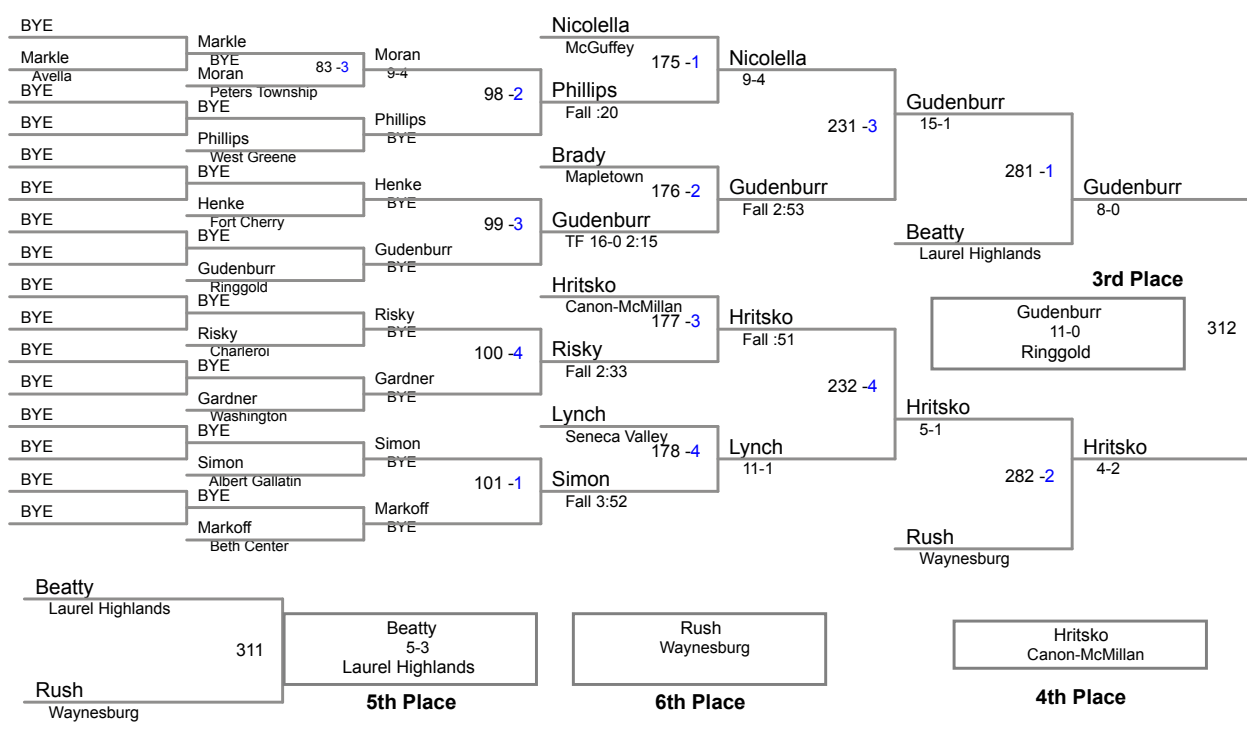 BYE
Markle
Avella
BYE
BYE
BYE
BYE
BYE
BYE
BYE
BYE
BYE
BYE
BYE
BYE
BYE
BYE
Markle
BYE
83 -3
Moran
Peters Township
BYE
Phillips
West Greene
BYE
Henke
Fort Cherry
BYE
Gudenburr
Ringgold
BYE
Risky
Charleroi
BYE
Gardner
Washington
BYE
Simon
Albert Gallatin
BYE
Markoff
Beth Center
Moran
9-4
98 -2
Phillips
BYE
Henke
BYE
99 -3
Gudenburr
BYE
Risky
BYE
100 -4
Gardner
BYE
Simon
BYE
101 -1
Markoff
BYE
Nicolella
McGuffey
175 -1
Phillips
Fall :20
Brady
Mapletown
176 -2
Gudenburr
TF 16-0 2:15
Hritsko
Canon-McMillan
177 -3
Risky
Fall 2:33
Lynch
Seneca Valley
178 -4
Simon
Fall 3:52
Nicolella
9-4
231 -3
Gudenburr
Fall 2:53
Hritsko
Fall :51
232 -4
Lynch
11-1
Gudenburr
15-1
281 -1
Beatty
Laurel Highlands
Hritsko
5-1
282 -2
Rush
Waynesburg
Gudenburr
8-0
3rd Place
Gudenburr
11-0
Ringgold
312
Hritsko
4-2
Beatty
Laurel Highlands
311
Rush
Waynesburg
Beatty
5-3
Laurel Highlands
5th Place
Rush
Waynesburg
6th Place
Hritsko
Canon-McMillan
4th Place